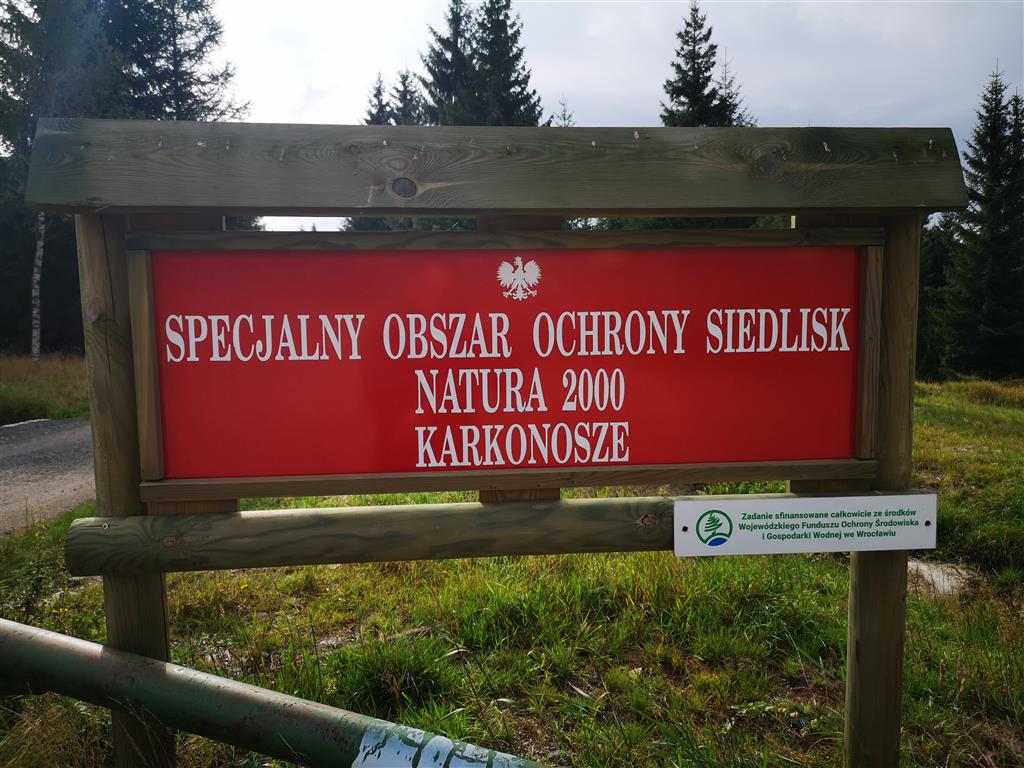 SPECJALNY OBSZAR OCHRONY SIEDLISK
NATURA 2000
KARKONOSZE
Zadanie sfinansowane całkowicie ze środków
Wojewódzkiego Funduszu Ochrony Środowiska
i Gospodarki Wodnej we Wrocławiu